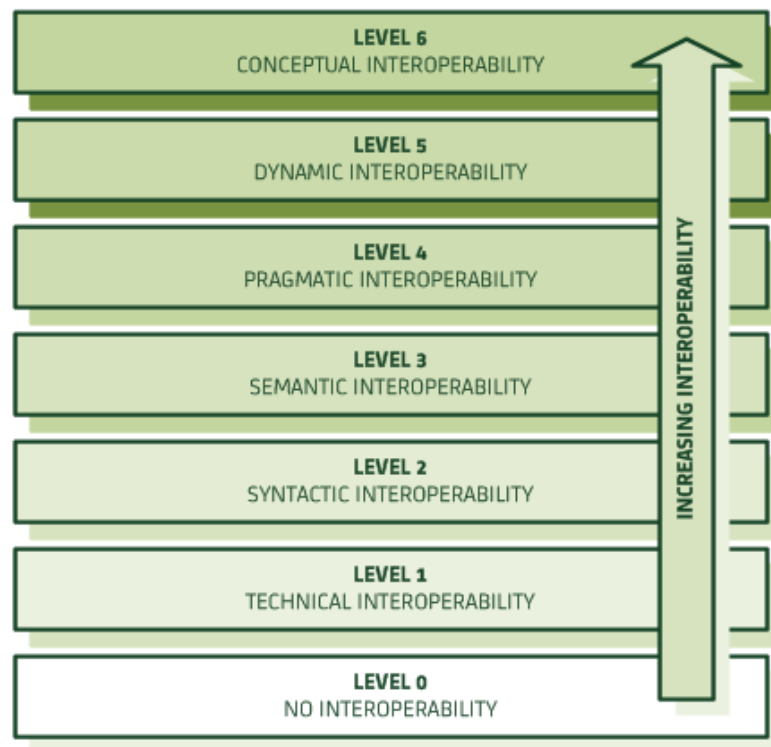 LEVEL 6
CONCEPTUAL INTEROPERABILITY
LEVEL 5
DYNAMIC INTEROPERABILITY
LEVEL 4
PRAGMATIC INTEROPERABILITY
LEVEL 3
SEMANTIC INTEROPERABILITY
LEVEL 2
SYNTACTIC INTEROPERABILITY
LEVEL 1
TECHNICAL INTEROPERABILITY
LEVEL 0
NO INTEROPERABILITY
INCREASING INTEROPERABILITY